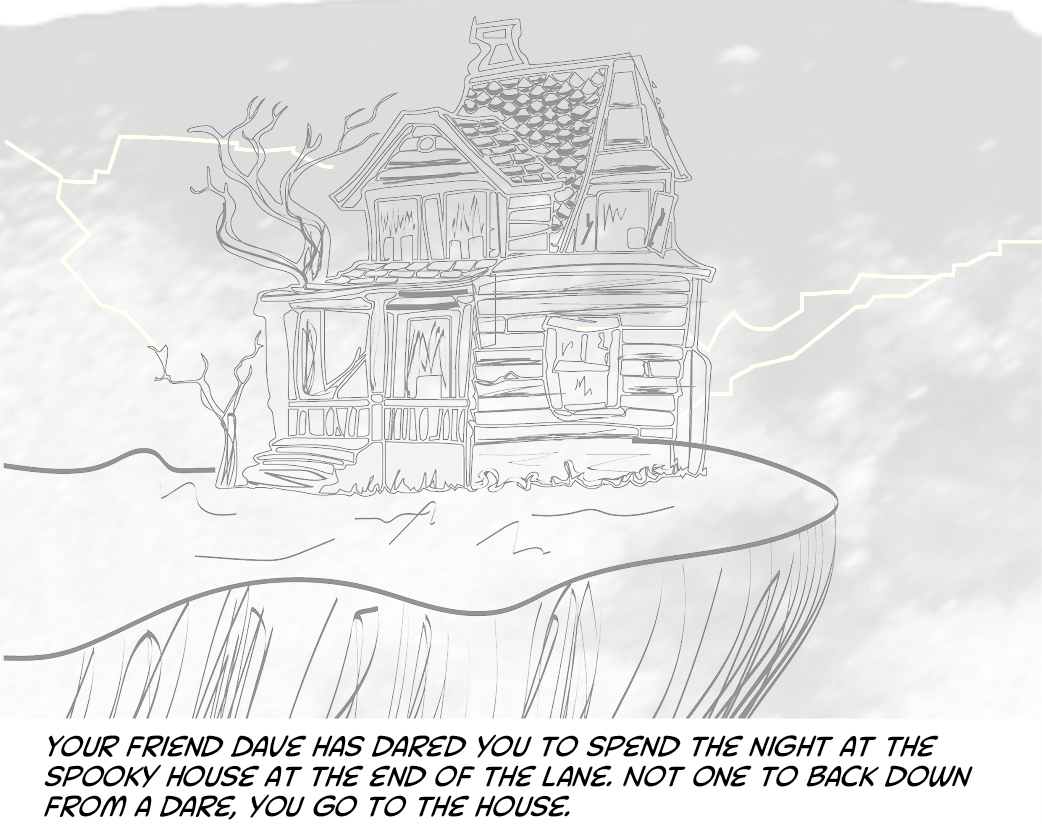 YOUR FRIEND DAVE HAS DARED YOU TO SPEND THE NIGHT AT THE
SPOOKY HOUSE AT THE END OF THE LANE. NOT ONE TO BACK DOWN
FROM A DARE, YOU GO TO THE HOUSE.